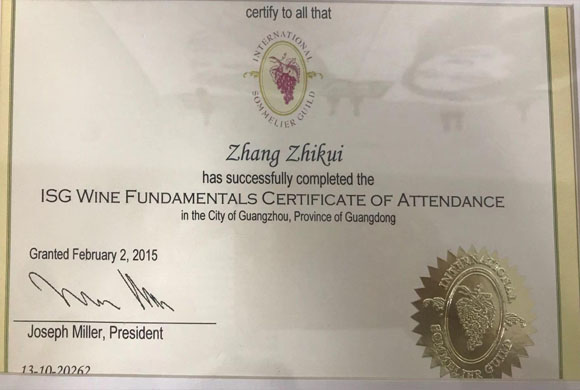 certify to all that
INTERNATIONAL
SOMMELIER GUILD
Zhang Zhikui
has successfully completed the
ISG WINE FUNDAMENTALS CERTIFICATE OF ATTENDANCE
in the City of Guangzhou, Province of Guangdong
Granted February 2, 2015
Joseph Miller, President
13-10-20262
INTERNATIONAL
SOMMELIER GUILD